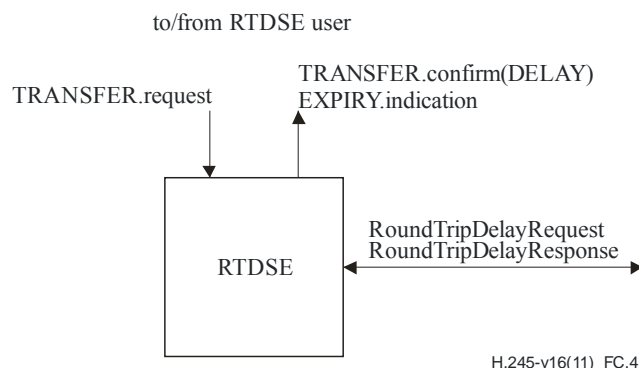 to/from RTDSE user
TRANSFER.request
TRANSFER.confirm(DELAY)
EXPIRY.indication
RTDSE
RoundTripDelayRequest
RoundTripDelayResponse
H.245-v16(11)_FC.4